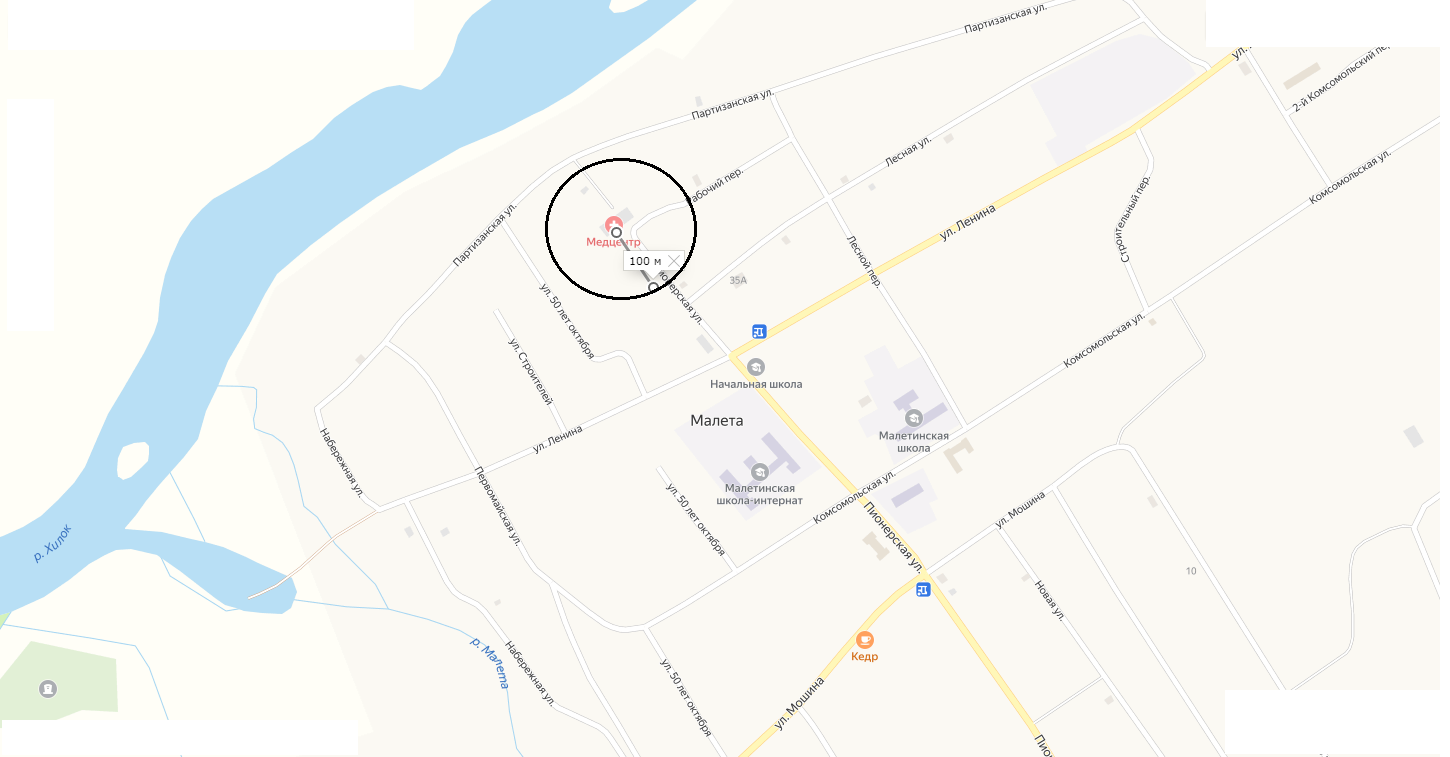 Партизанская ул.
2-й Комсомольский
Партизанская ул.
Лесная ул.
Комсомольская ул.
абочий пер.
Строительный пер.
Партизанская ул.
ул. Ленина
Медцентр
Лесной пер.
100 м
35А
ионерская ул.
ул. 50 лет октября
Комсомольская ул.
ул. Строителей
Начальная школа
Малета
ул. Ленина
Малетинская
школа
Набережная ул.
Первомайская ул.
Малетинская
школа-интернат
Комсомольская ул.
ул. 50 лет октября
ул. Мошина
Пионерская ул.
р. Хилок
10
Новая ул.
р. Малета
Набережная ул.
Кедр
ул. 50 лет октября
ул. Мошина